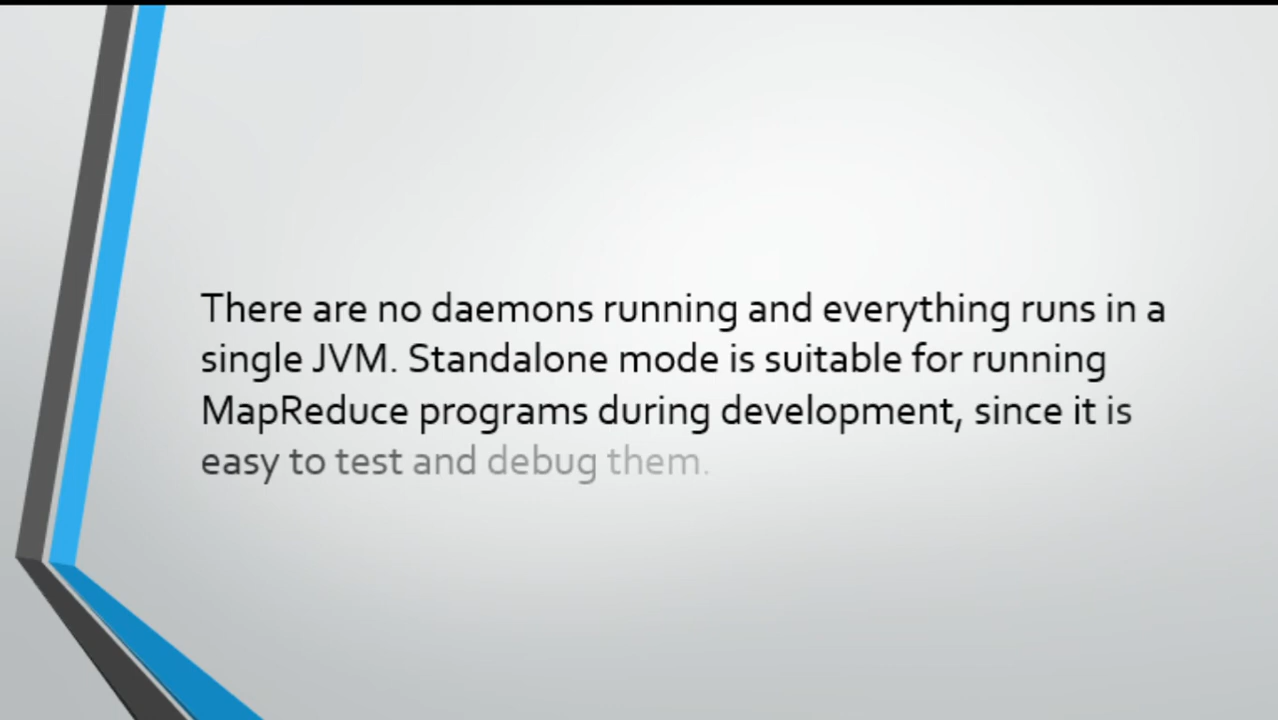 There are no daemons running and everything runs in a
single JVM. Standalone mode is suitable for running
MapReduce programs during development, since it is
easy to test and debug them.